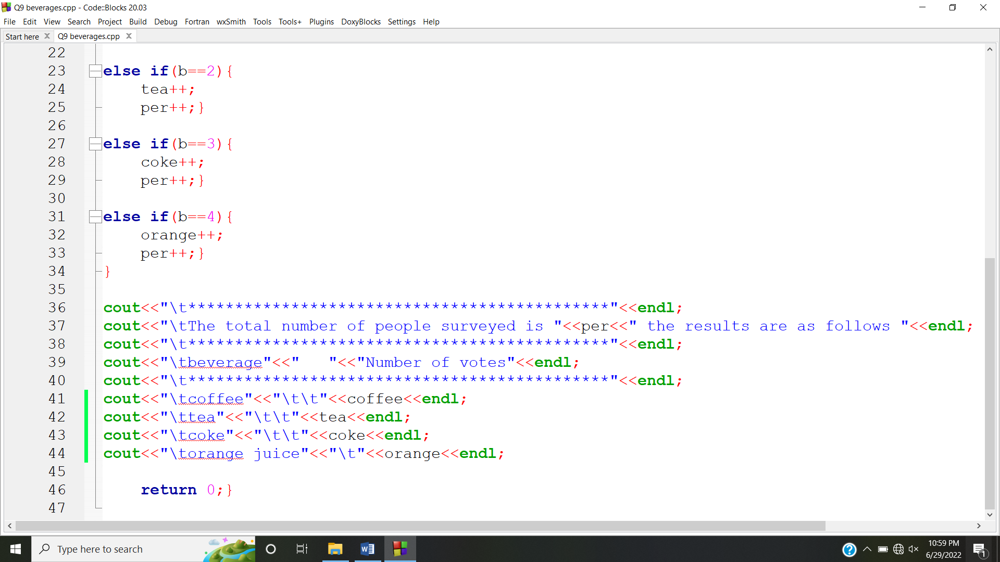 Q9 beverages.cpp - Code::Blocks 20.03
File Edit View Search Project Build Debug Fortran wxSmith Tools Tools+ Plugins DoxyBlocks Settings Help
Start here Q9 beverages.cpp
22
23 else if(b==2){
24 tea++;
25 per++;}
26
27 else if(b==3){
28 coke++;
29 per++;}
30
31 else if(b==4){
32 orange++;
33 per++;}
34 }
35
36 cout<<"\t*********************************************"<<endl;
37 cout<<"\tThe total number of people surveyed is "<<per<<" the results are as follows "<<endl;
38 cout<<"\t*********************************************"<<endl;
39 cout<<"\tbeverage"<<"   "<<"Number of votes"<<endl;
40 cout<<"\t*********************************************"<<endl;
41 cout<<"\tcoffee"<<"\t\t"<<coffee<<endl;
42 cout<<"\ttea"<<"\t\t"<<tea<<endl;
43 cout<<"\tcoke"<<"\t\t"<<coke<<endl;
44 cout<<"\torange juice"<<"\t"<<orange<<endl;
45
46 return 0;}
47
Type here to search
10:59 PM
6/29/2022
1